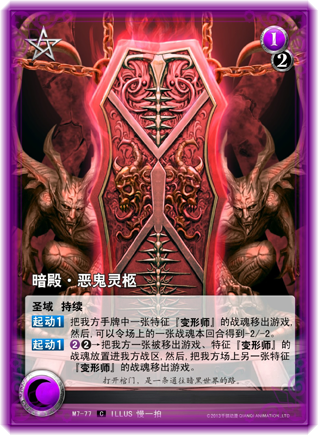 1
2
暗殿·恶鬼灵柩
圣域 持续
起动1 把我方手牌中一张特征『变形师』的战魂移出游戏,
然后,可以令场上的一张战魂本回合得到-2/-2。
起动1 22→把我方一张被移出游戏、特征『变形师』的
战魂放置进我方战区,然后,把我方场上另一张特征
『变形师』的战魂移出游戏。
打开棺门,是一条通往暗黑世界的路。
M7-77 C ILLUS 慢一拍